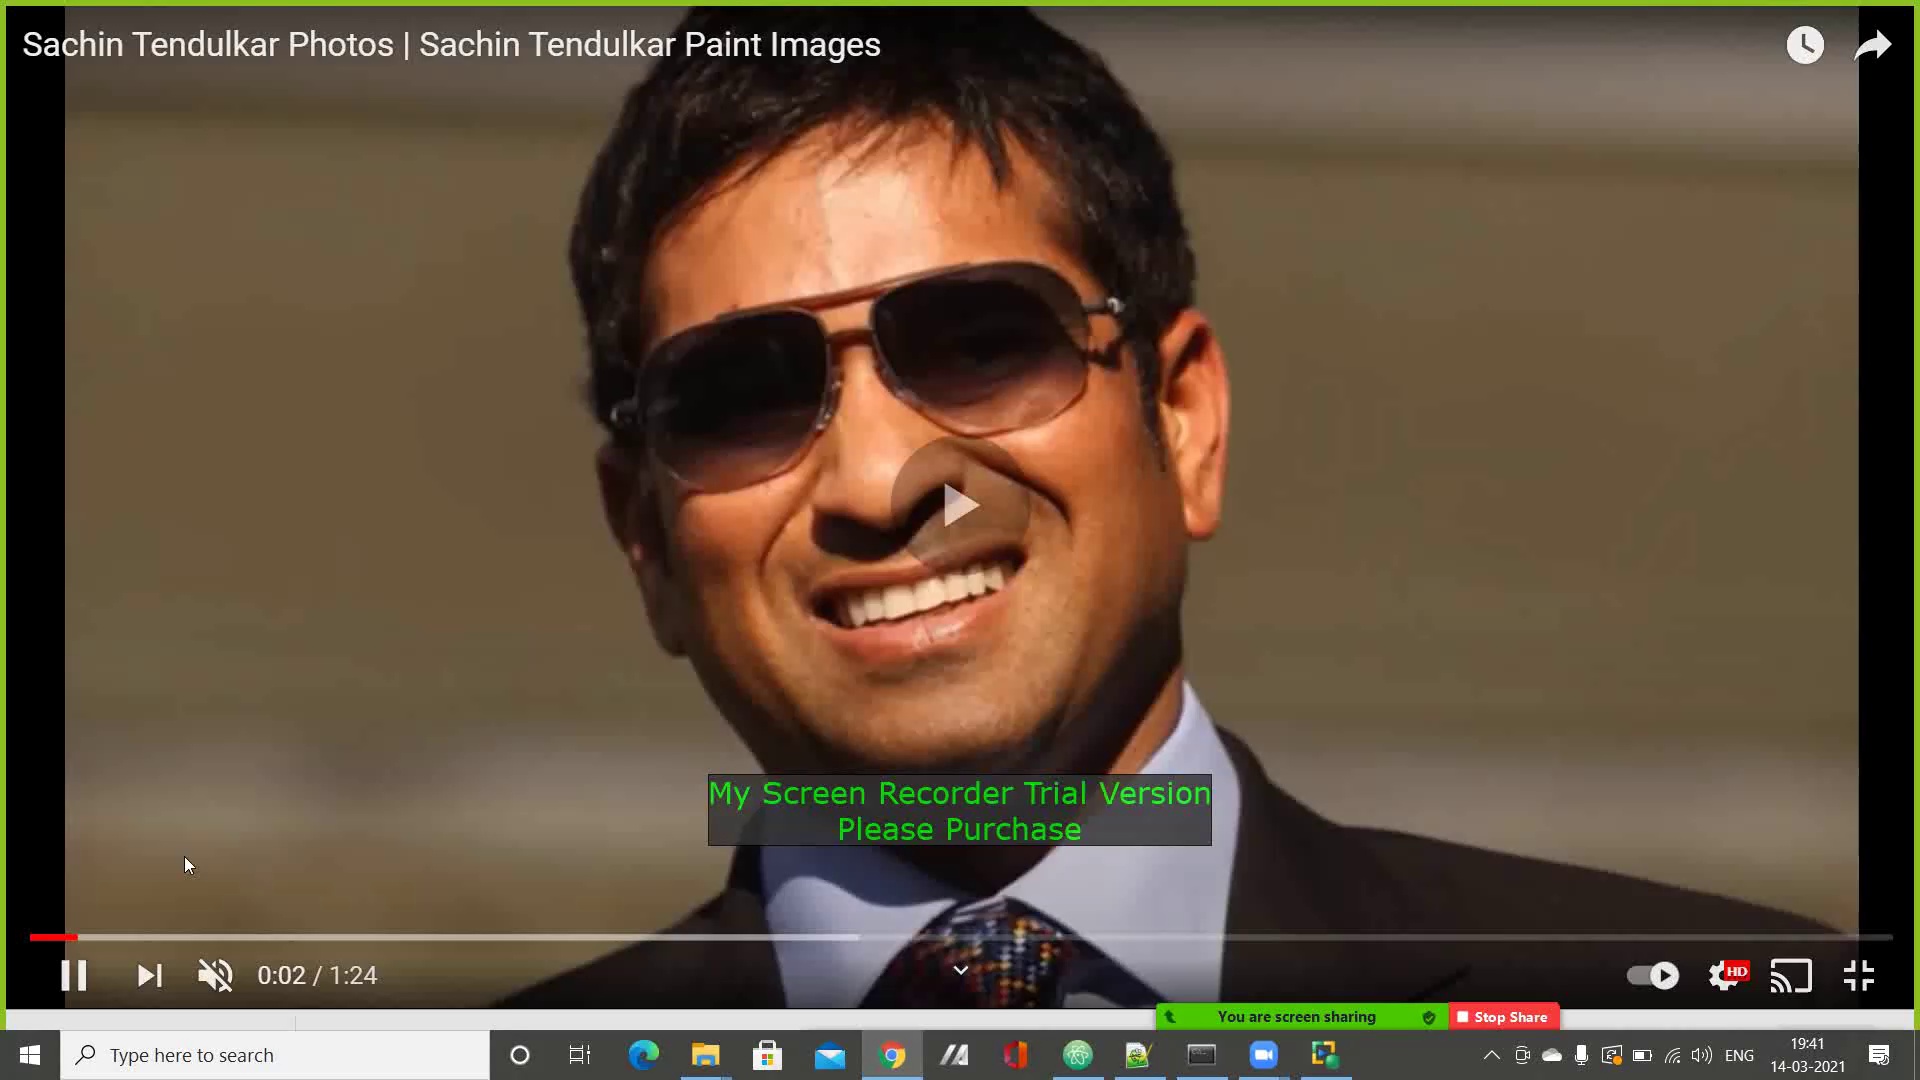 Sachin Tendulkar Photos | Sachin Tendulkar Paint Images
My Screen Recorder Trial Version
Please Purchase
0:02 / 1:24
HD
You are screen sharing
Stop Share
Type here to search
ENG
19:41
14-03-2021